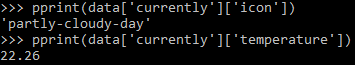 >>> pprint(data['currently']['icon'])
'partly-cloudy-day'
>>> pprint(data['currently']['temperature'])
22.26